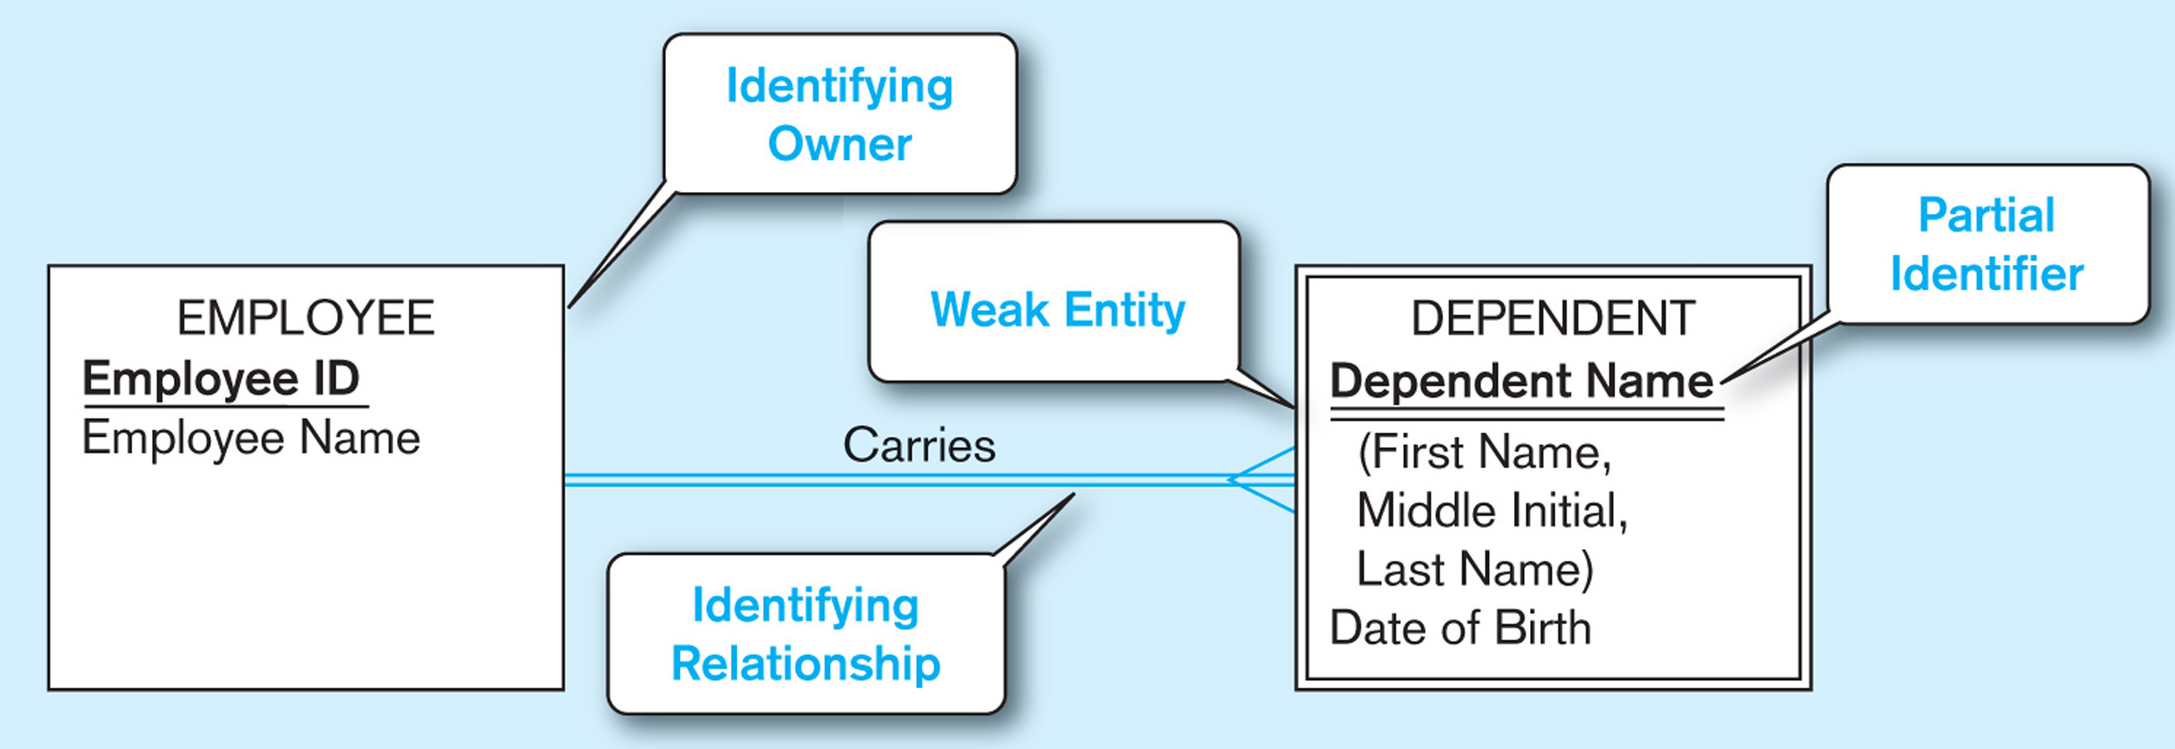 Identifying
Owner
Partial
Identifier
Weak Entity
EMPLOYEE
Employee ID
Employee Name
Carries
DEPENDENT
Dependent Name
(First Name,
Middle Initial,
Last Name)
Date of Birth
Identifying
Relationship